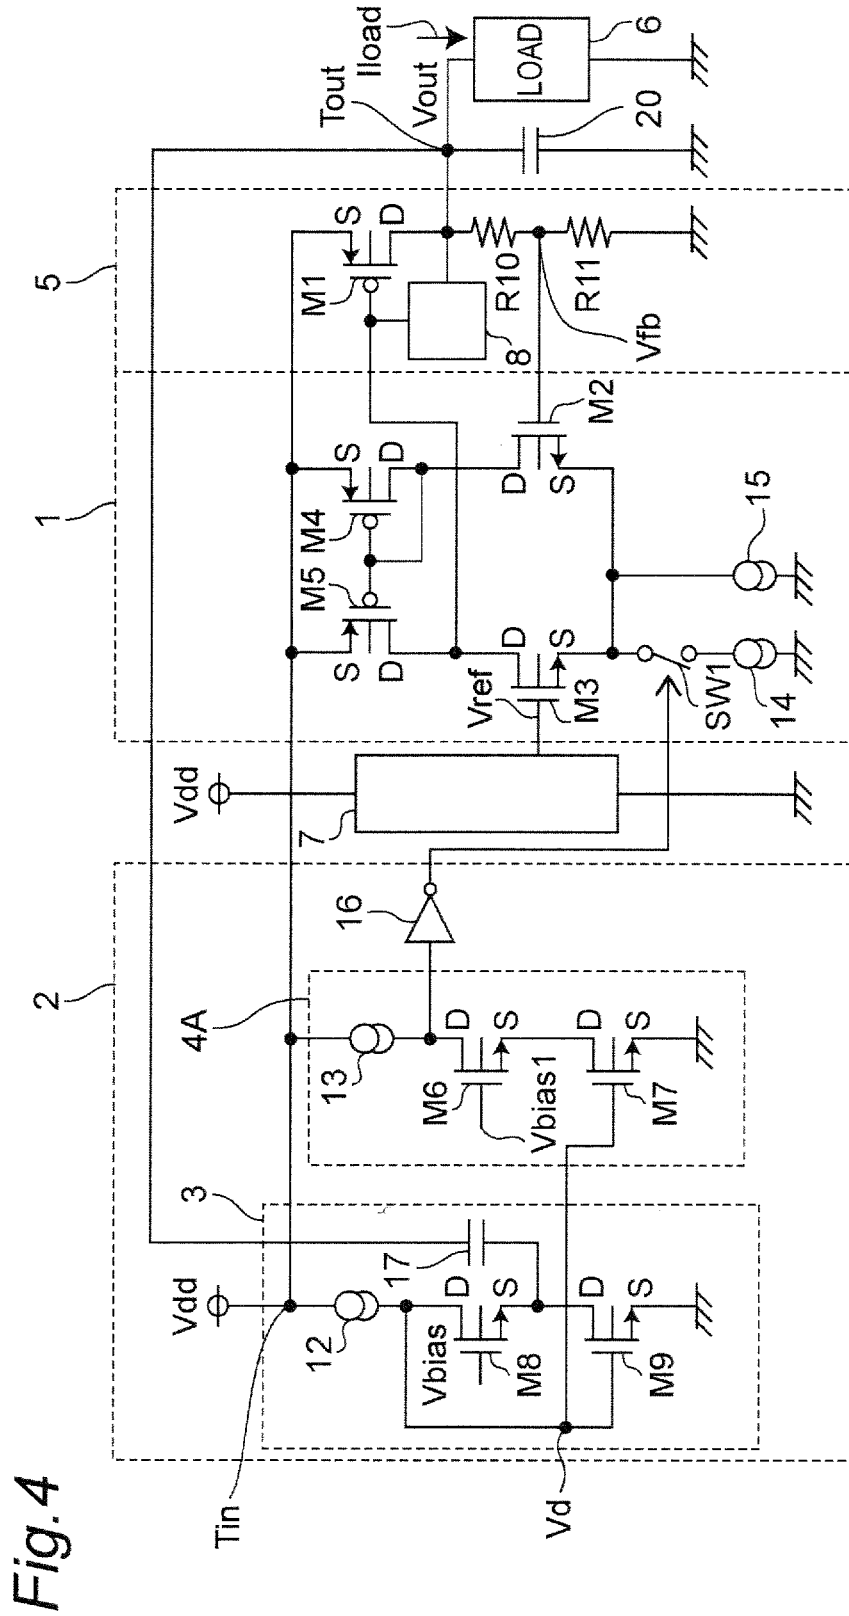 Fig.4
2
1
5
3
4A
Tin
Vdd
12
Vbias
M8
D
S
17
D
S
M9
Vd
13
M6
D
S
Vbias1
D
S
M7
16
Vdd
7
Vref
M3
D
S
SW1
14
15
M5
S
D
M4
S
D
D
S
M2
M1
S
D
8
R10
R11
Vfb
Tout
Vout
Iload
LOAD
6
20